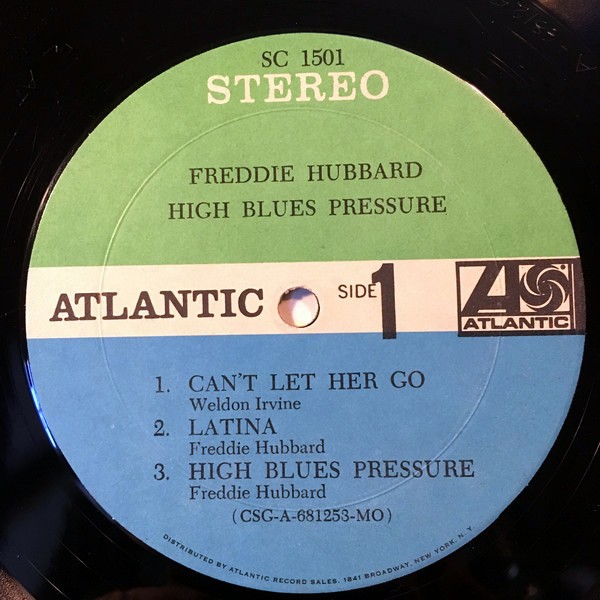 SC 1501
STEREO
FREDDIE HUBBARD
HIGH BLUES PRESSURE
ATLANTIC
SIDE 1
ATLANTIC
1. CAN'T LET HER GO
Weldon Irvine
2. LATINA
Freddie Hubbard
3. HIGH BLUES PRESSURE
Freddie Hubbard
(CSG-A-681253-MO)
DISTRIBUTED BY ATLANTIC RECORD SALES, 1841 BROADWAY, NEW YORK, N.Y.